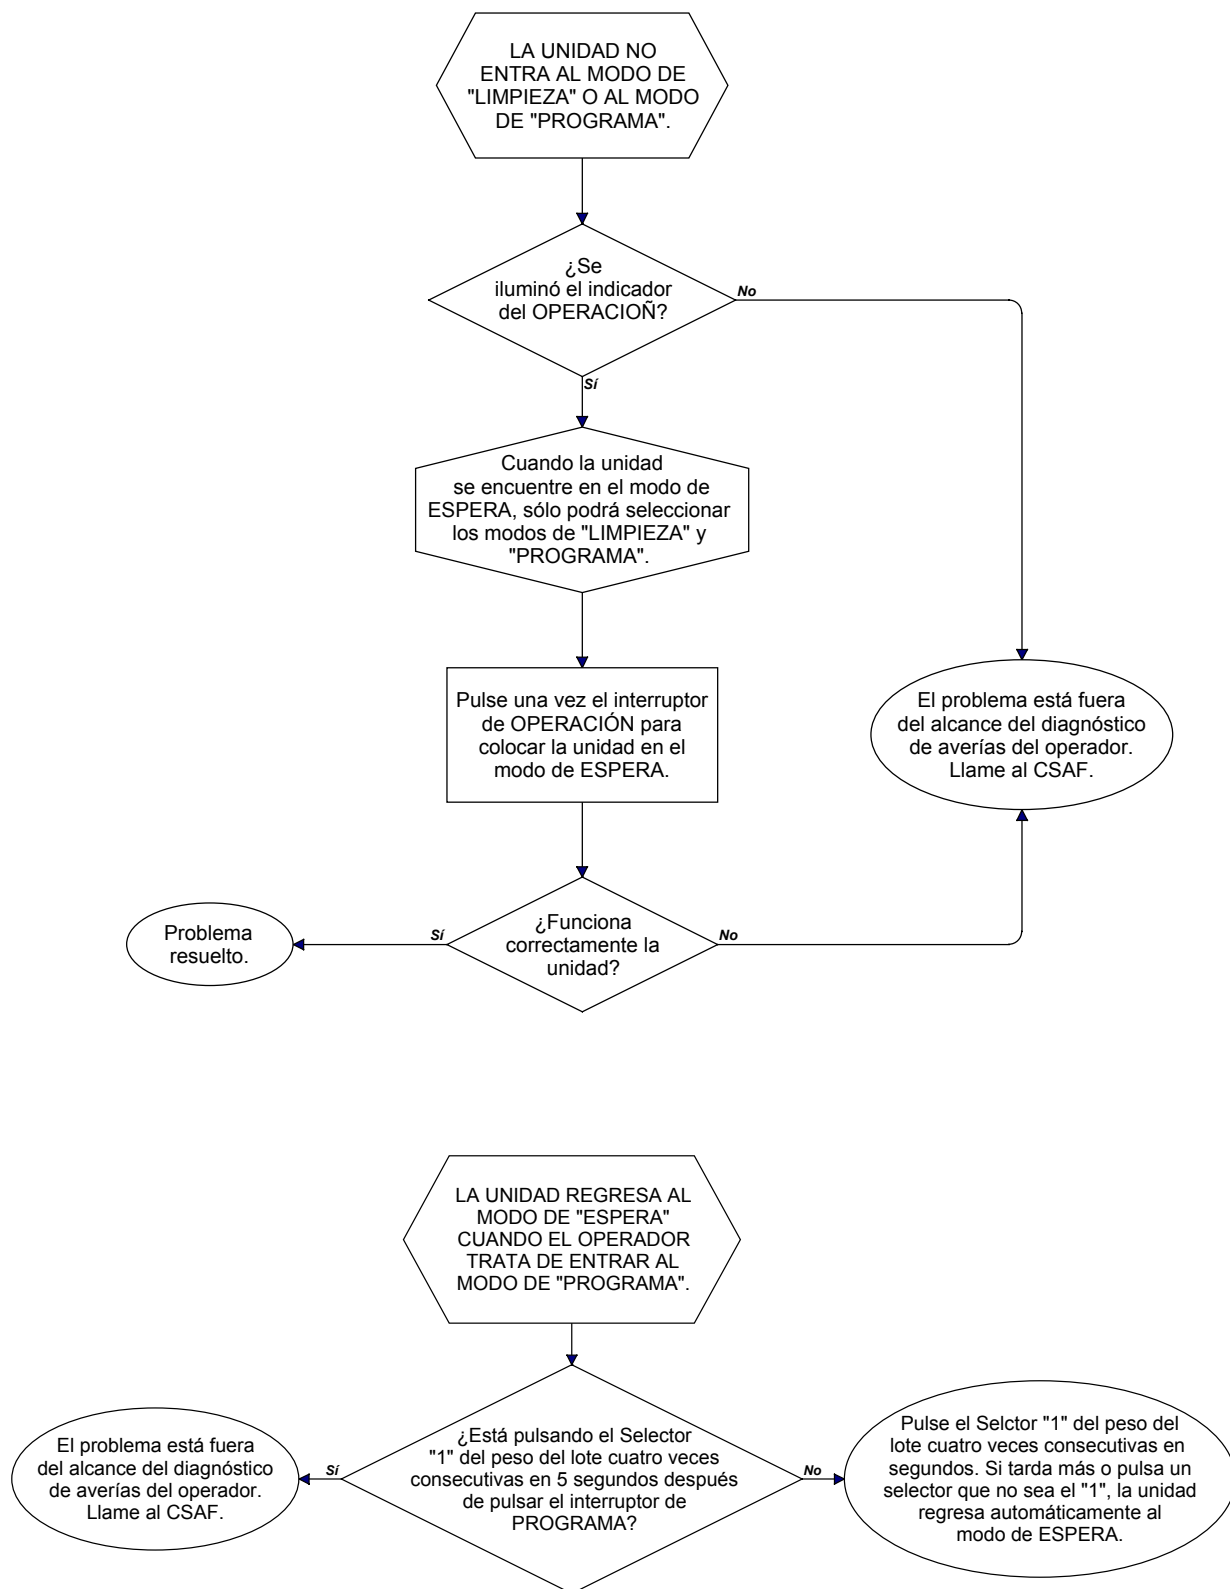 LA UNIDAD NO
ENTRA AL MODO DE
"LIMPIEZA" O AL MODO
DE "PROGRAMA".
¿Se
iluminó el indicador
del OPERACIOÑ?
No
Sí
Cuando la unidad
se encuentre en el modo de
ESPERA, sólo podrá seleccionar
los modos de "LIMPIEZA" y
"PROGRAMA".
Pulse una vez el interruptor
de OPERACIÓN para
colocar la unidad en el
modo de ESPERA.
El problema está fuera
del alcance del diagnóstico
de averías del operador.
Llame al CSAF.
¿Funciona
correctamente la
unidad?
Sí
No
Problema
resuelto.
LA UNIDAD REGRESA AL
MODO DE "ESPERA"
CUANDO EL OPERADOR
TRATA DE ENTRAR AL
MODO DE "PROGRAMA".
¿Está pulsando el Selector
"1" del peso del lote cuatro veces
consecutivas en 5 segundos después
de pulsar el interruptor de
PROGRAMA?
Sí
No
El problema está fuera
del alcance del diagnóstico
de averías del operador.
Llame al CSAF.
Pulse el Selctor "1" del peso del
lote cuatro veces consecutivas en
segundos. Si tarda más o pulsa un
selector que no sea el "1", la unidad
regresa automáticamente al
modo de ESPERA.